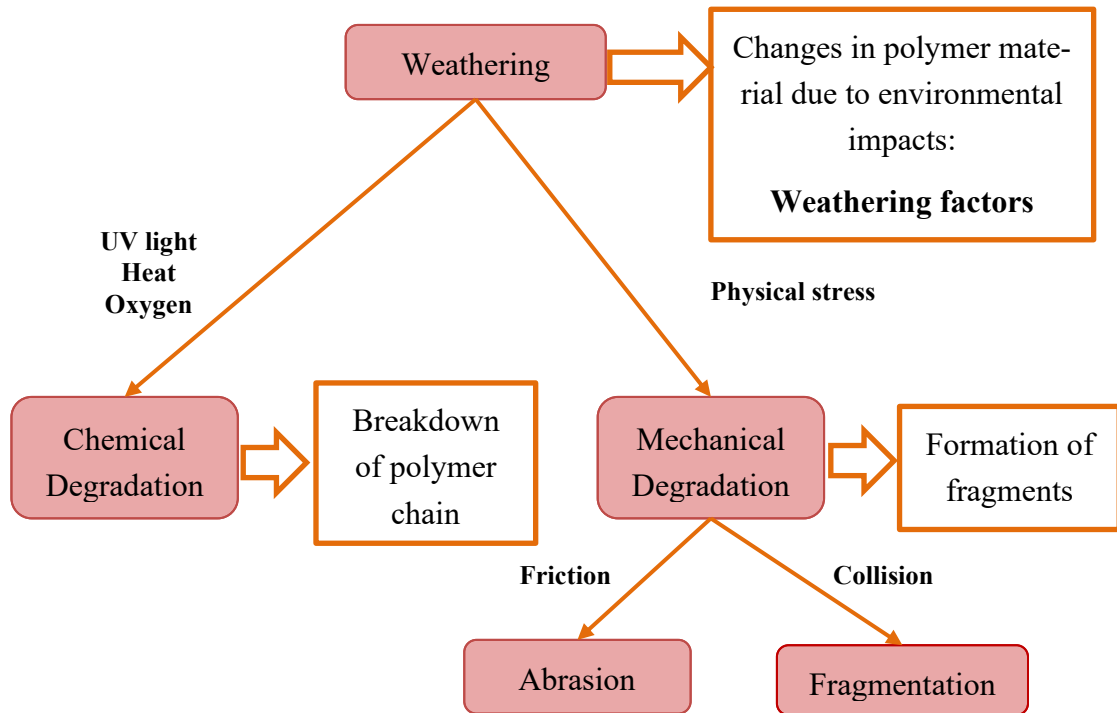 Weathering
Changes in polymer mate-
rial due to environmental
impacts:
Weathering factors
UV light
Heat
Oxygen
Physical stress
Chemical
Degradation
Breakdown
of polymer
chain
Mechanical
Degradation
Formation of
fragments
Friction
Collision
Abrasion
Fragmentation